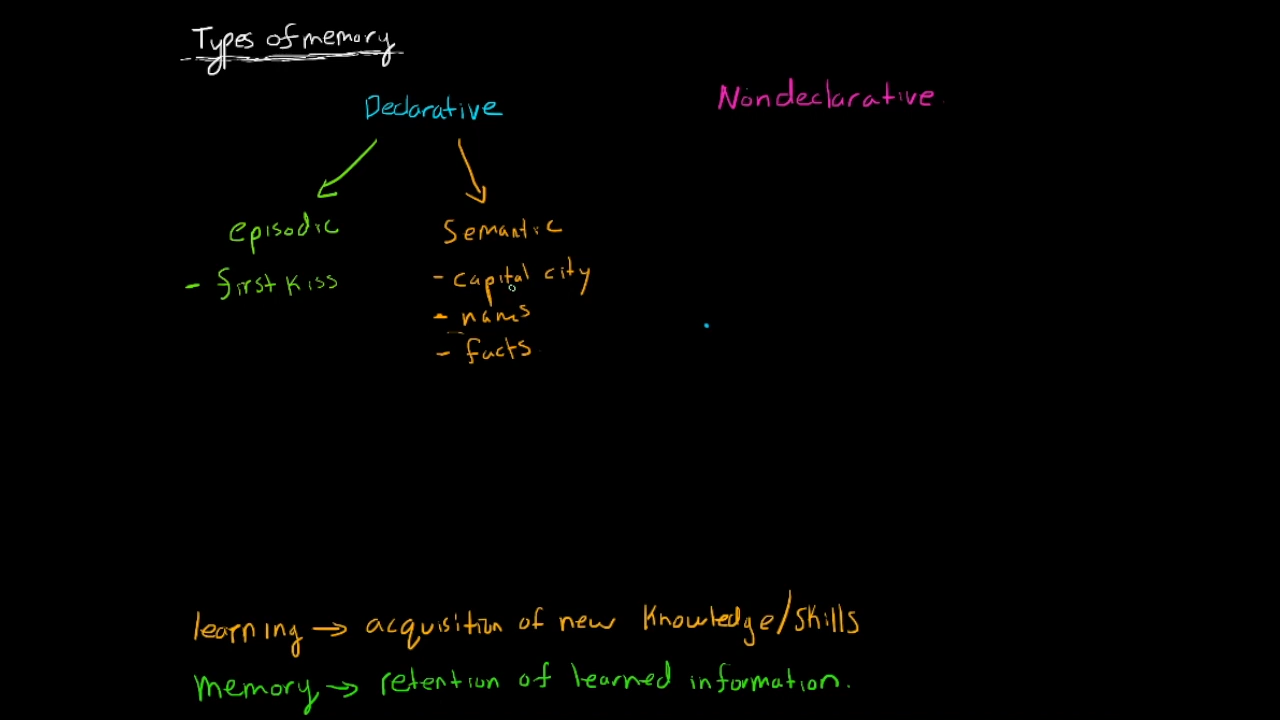 Types of memory
Declarative
Nondeclarative
episodic
Semantic
- first kiss
- capital city
- names
- facts
learning → acquisition of new knowledge/skills
memory → retention of learned information.